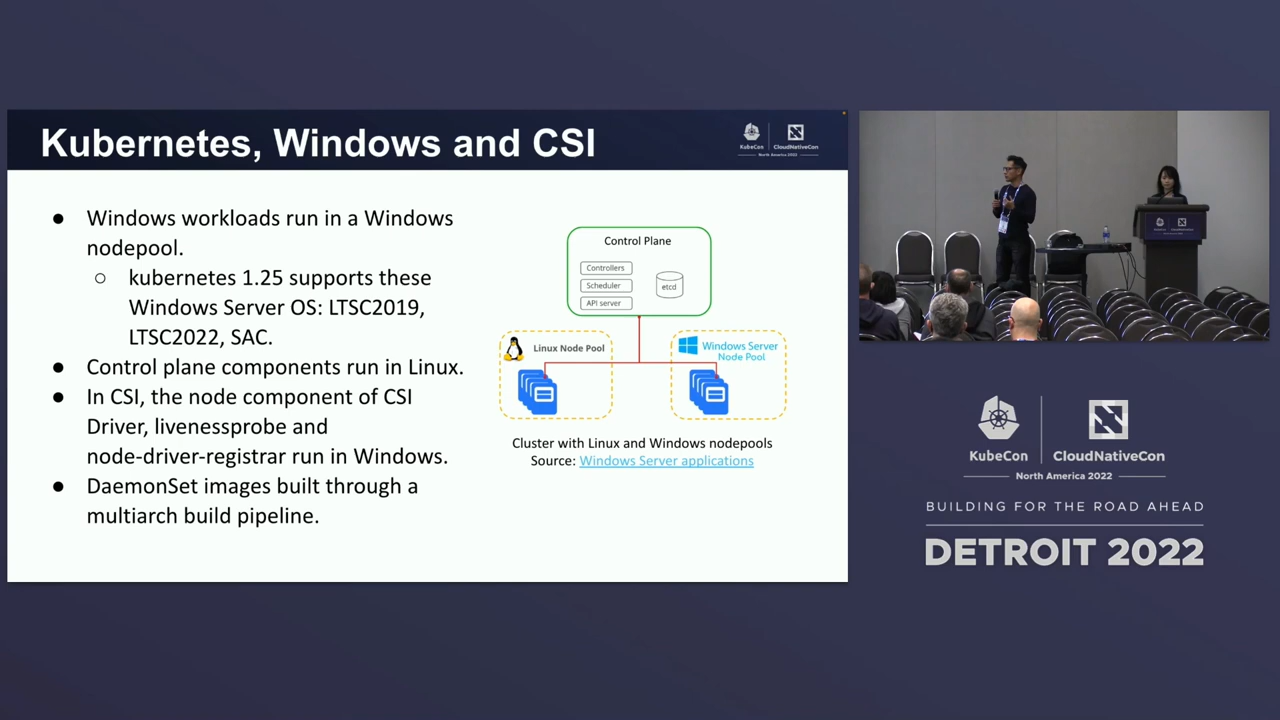 Kubernetes, Windows and CSI
KubeCon
CloudNativeCon
North America 2022
● Windows workloads run in a Windows
nodepool.
○ kubernetes 1.25 supports these
Windows Server OS: LTSC2019,
LTSC2022, SAC.
● Control plane components run in Linux.
● In CSI, the node component of CSI
Driver, livenessprobe and
node-driver-registrar run in Windows.
● DaemonSet images built through a
multiarch build pipeline.
Control Plane
Controllers
Scheduler
API server
etcd
Linux Node Pool
Windows Server
Node Pool
Cluster with Linux and Windows nodepools
Source: Windows Server applications
KubeCon
CloudNativeCon
North America 2022
BUILDING FOR THE ROAD AHEAD
DETROIT 2022